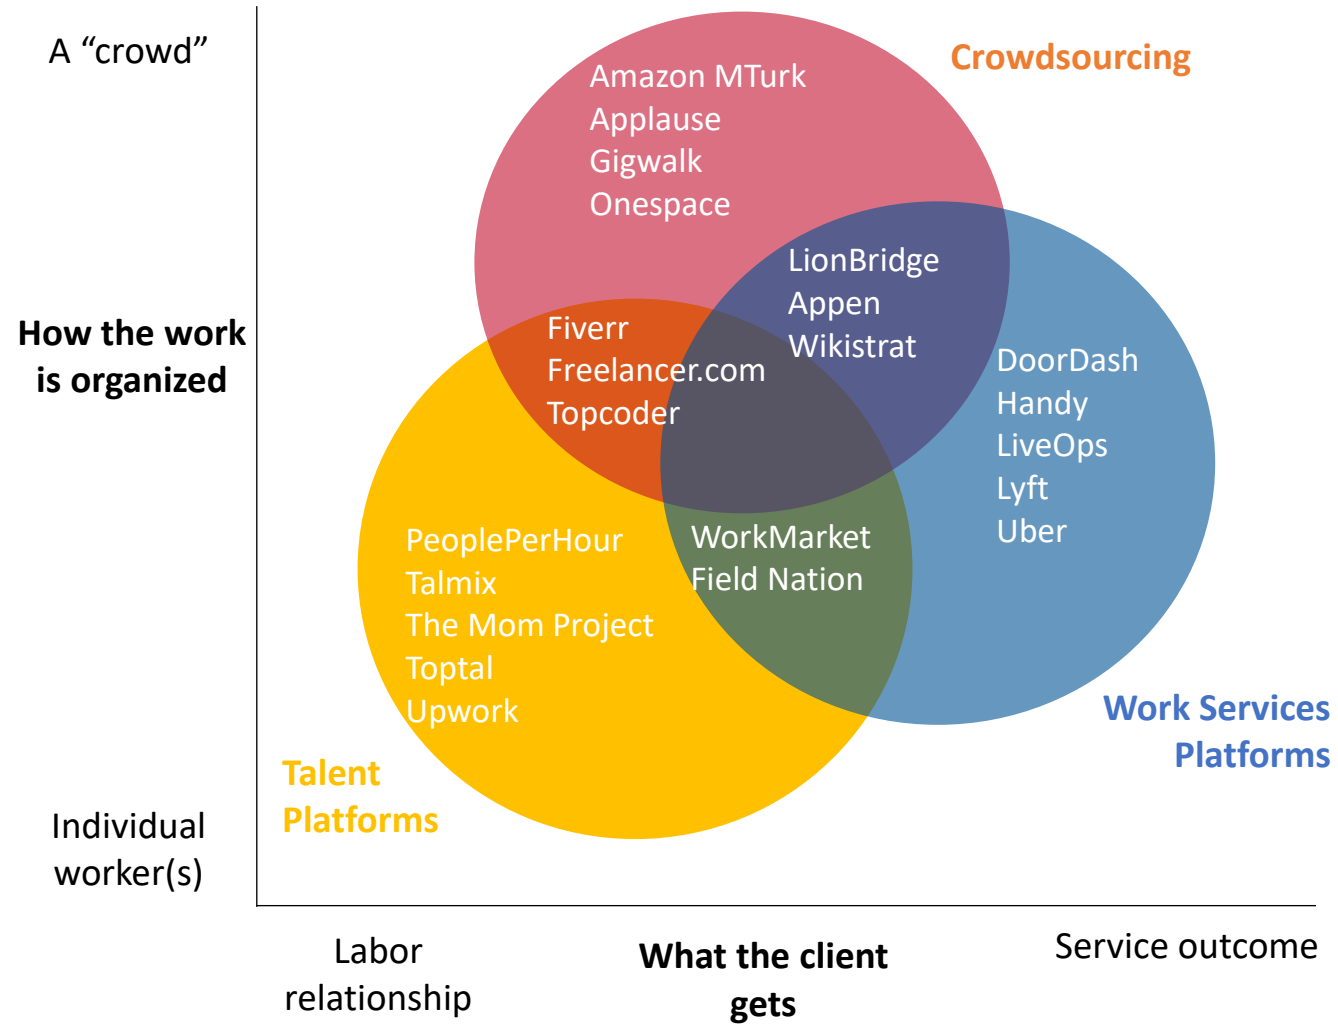 A “crowd”
Crowdsourcing
Amazon MTurk
Applause
Gigwalk
Onespace
LionBridge
Appen
Wikistrat
How the work
is organized
Fiverr
Freelancer.com
Topcoder
DoorDash
Handy
LiveOps
Lyft
Uber
PeoplePerHour
Talmix
The Mom Project
Toptal
Upwork
WorkMarket
Field Nation
Work Services
Platforms
Talent
Platforms
Individual
worker(s)
Labor
relationship
What the client
gets
Service outcome